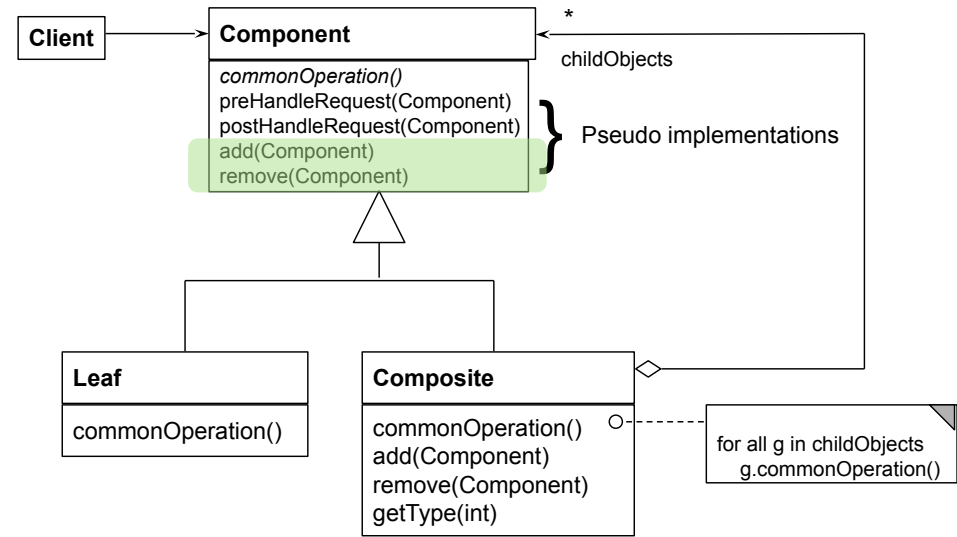 Client
Component
*
childObjects
commonOperation()
preHandleRequest(Component)
postHandleRequest(Component)
add(Component)
remove(Component)
}
Pseudo implementations
Leaf
commonOperation()
Composite
commonOperation()
add(Component)
remove(Component)
getType(int)
for all g in childObjects
g.commonOperation()